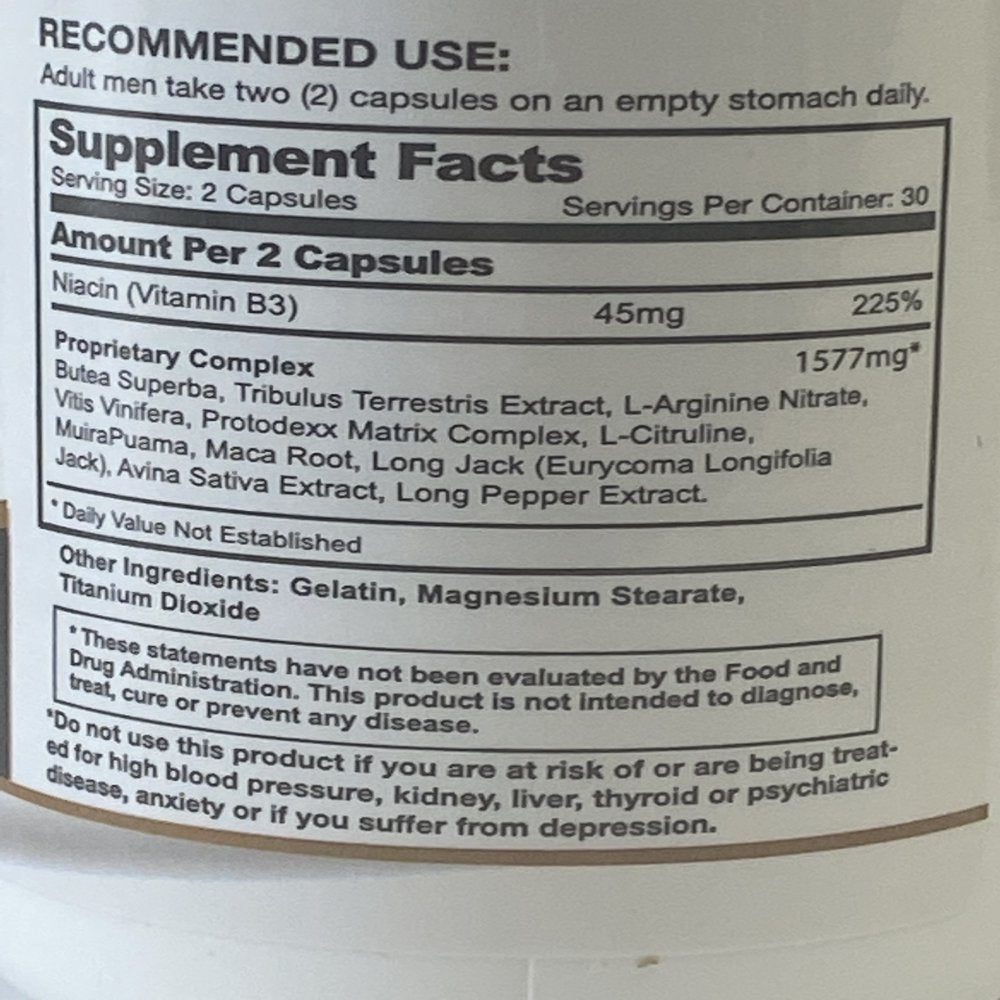 RECOMMENDED USE:
Adult men take two (2) capsules on an empty stomach daily.
Supplement Facts
Serving Size: 2 Capsules Servings Per Container: 30
Amount Per 2 Capsules
Niacin (Vitamin B3) 45mg 225%
Proprietary Complex 1577mg*
Butea Superba, Tribulus Terrestris Extract, L-Arginine Nitrate,
Vitis Vinifera, Protodexx Matrix Complex, L-Citruline,
MuiraPuama, Maca Root, Long Jack (Eurycoma Longifolia
Jack), Avina Sativa Extract, Long Pepper Extract.
* Daily Value Not Established
Other Ingredients: Gelatin, Magnesium Stearate,
Titanium Dioxide
* These statements have not been evaluated by the Food and
Drug Administration. This product is not intended to diagnose,
treat, cure or prevent any disease.
*Do not use this product if you are at risk of or are being treat-
ed for high blood pressure, kidney, liver, thyroid or psychiatric
disease, anxiety or if you suffer from depression.